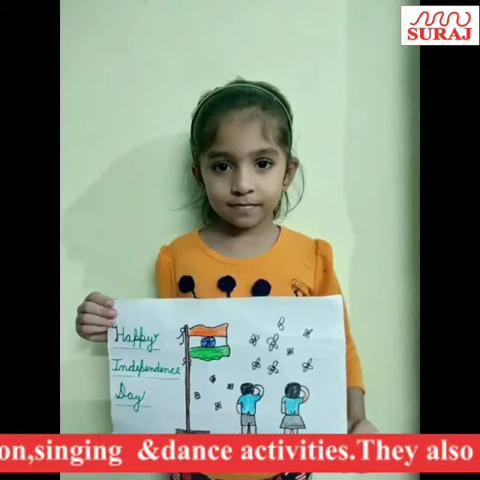 SURAJ
Happy
Independence
Day
on,singing &dance activities.They also